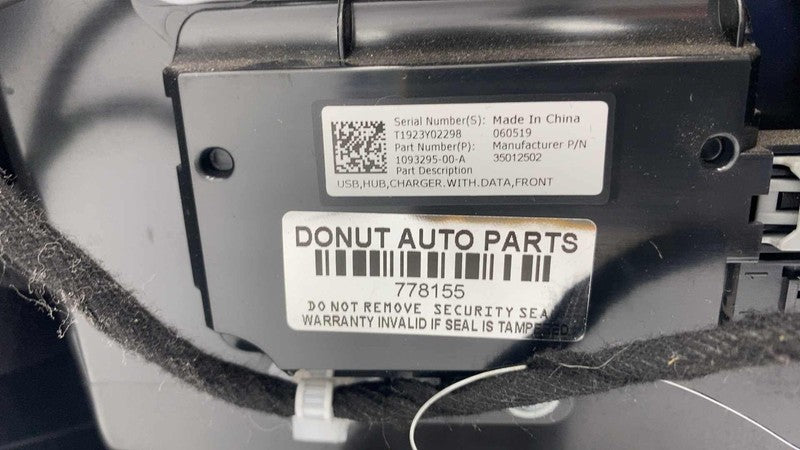 Serial Number(S): Made In China
T1923Y02298 060519
Part Number(P): Manufacturer P/N
1093295-00-A 35012502
Part Description
USB,HUB,CHARGER.WITH.DATA,FRONT
DONUT AUTO PARTS
778155
DO NOT REMOVE SECURITY SEAL
WARRANTY INVALID IF SEAL IS TAMPERED